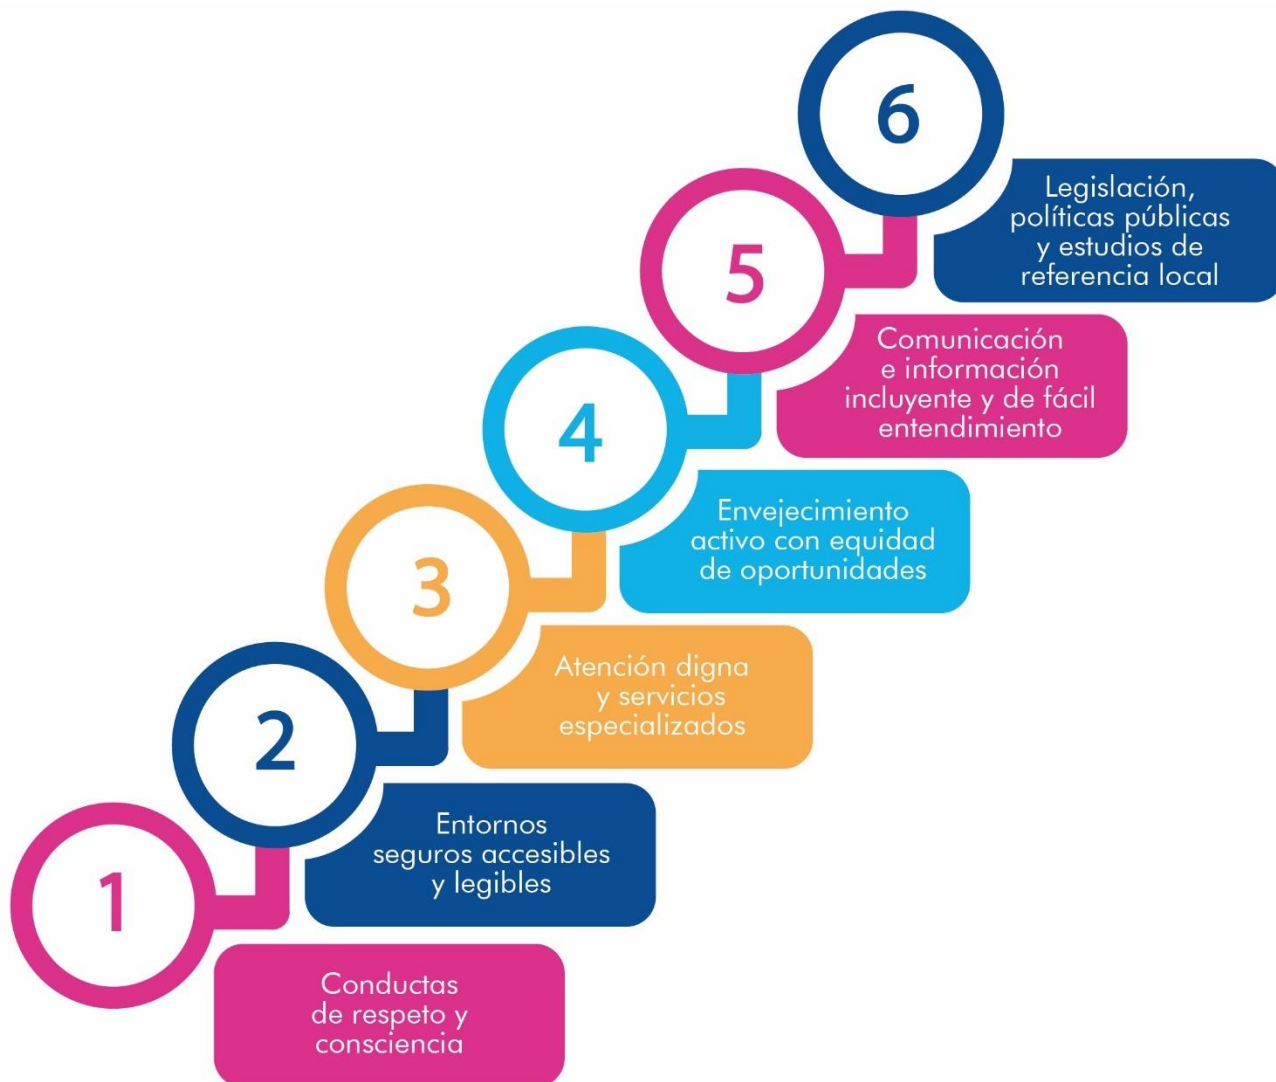 6
Legislación,
políticas públicas
y estudios de
referencia local
5
Comunicación
e información
incluyente y de fácil
entendimiento
4
Envejecimiento
activo con equidad
de oportunidades
3
Atención digna
y servicios
especializados
2
Entornos
seguros accesibles
y legibles
1
Conductas
de respeto y
consciencia